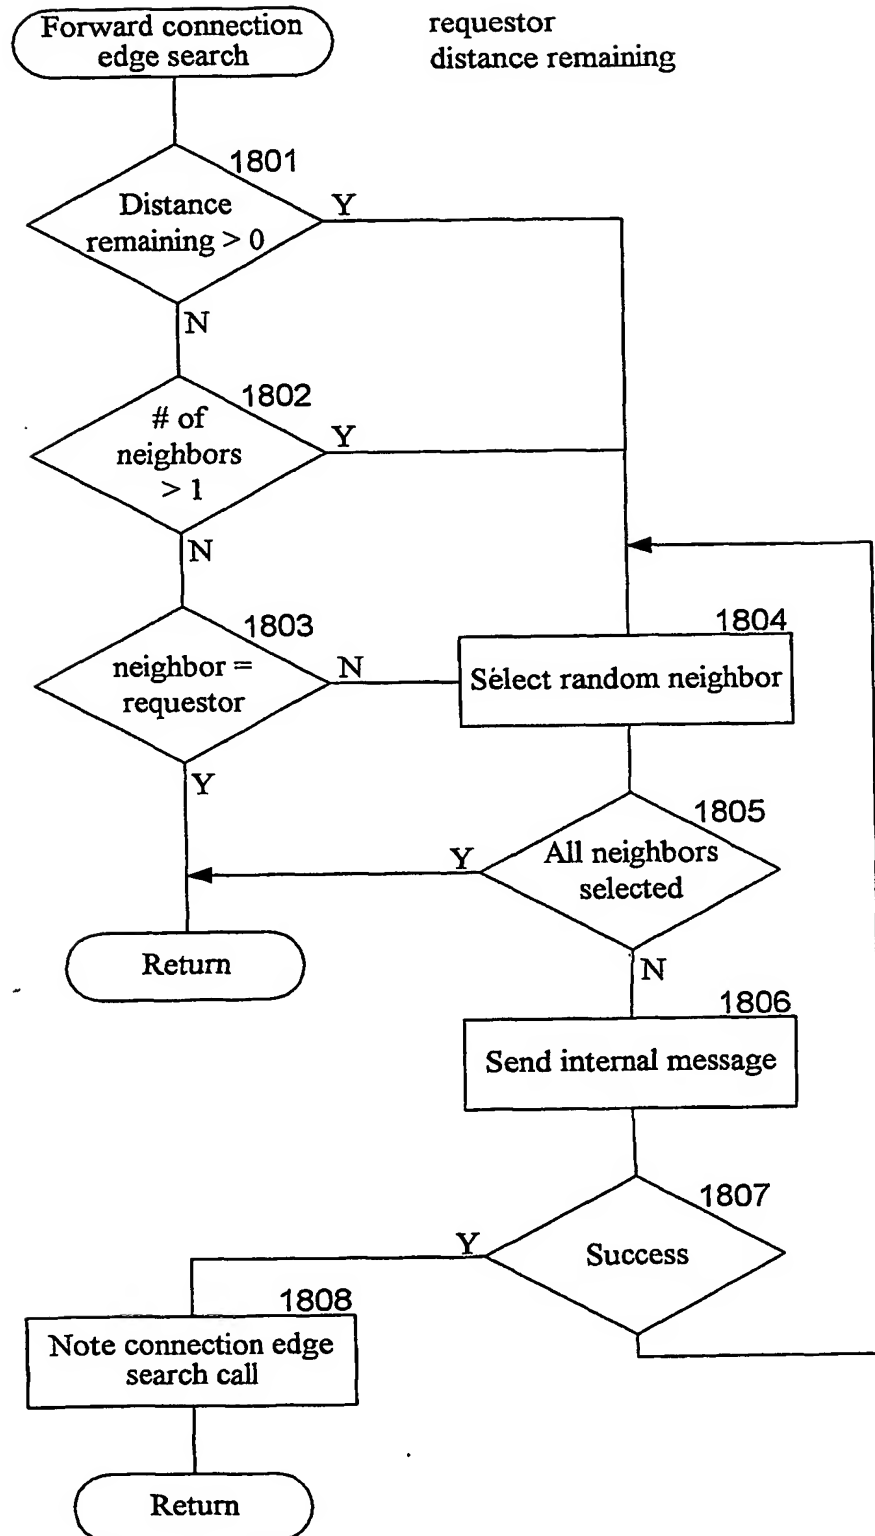 Forward connection
edge search
requestor
distance remaining
1801
Distance
remaining > 0
Y
N
1802
# of
neighbors
> 1
Y
N
1803
neighbor =
requestor
N
Y
1804
Select random neighbor
1805
All neighbors
selected
Y
N
Return
1806
Send internal message
1807
Success
Y
1808
Note connection edge
search call
Return